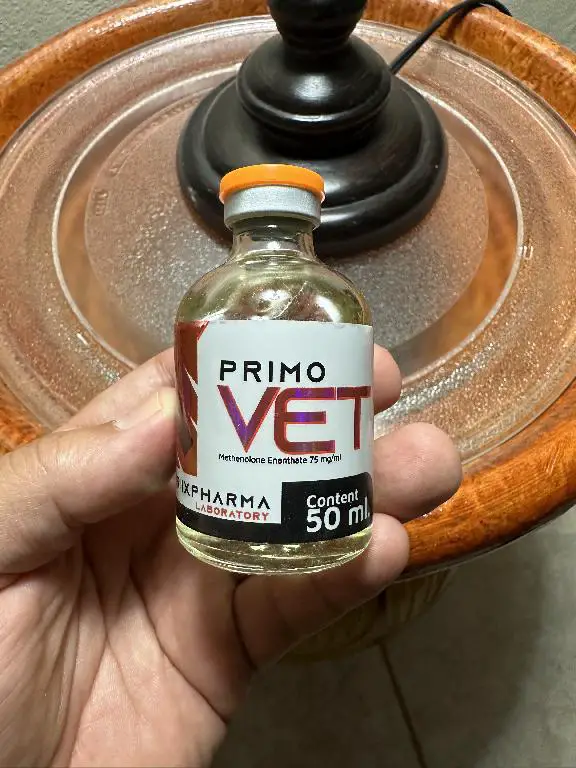 PRIMO
VET
Methenolone Enanthate 75 mg/ml
IXPHARMA
LABORATORY
Content
50 ml.